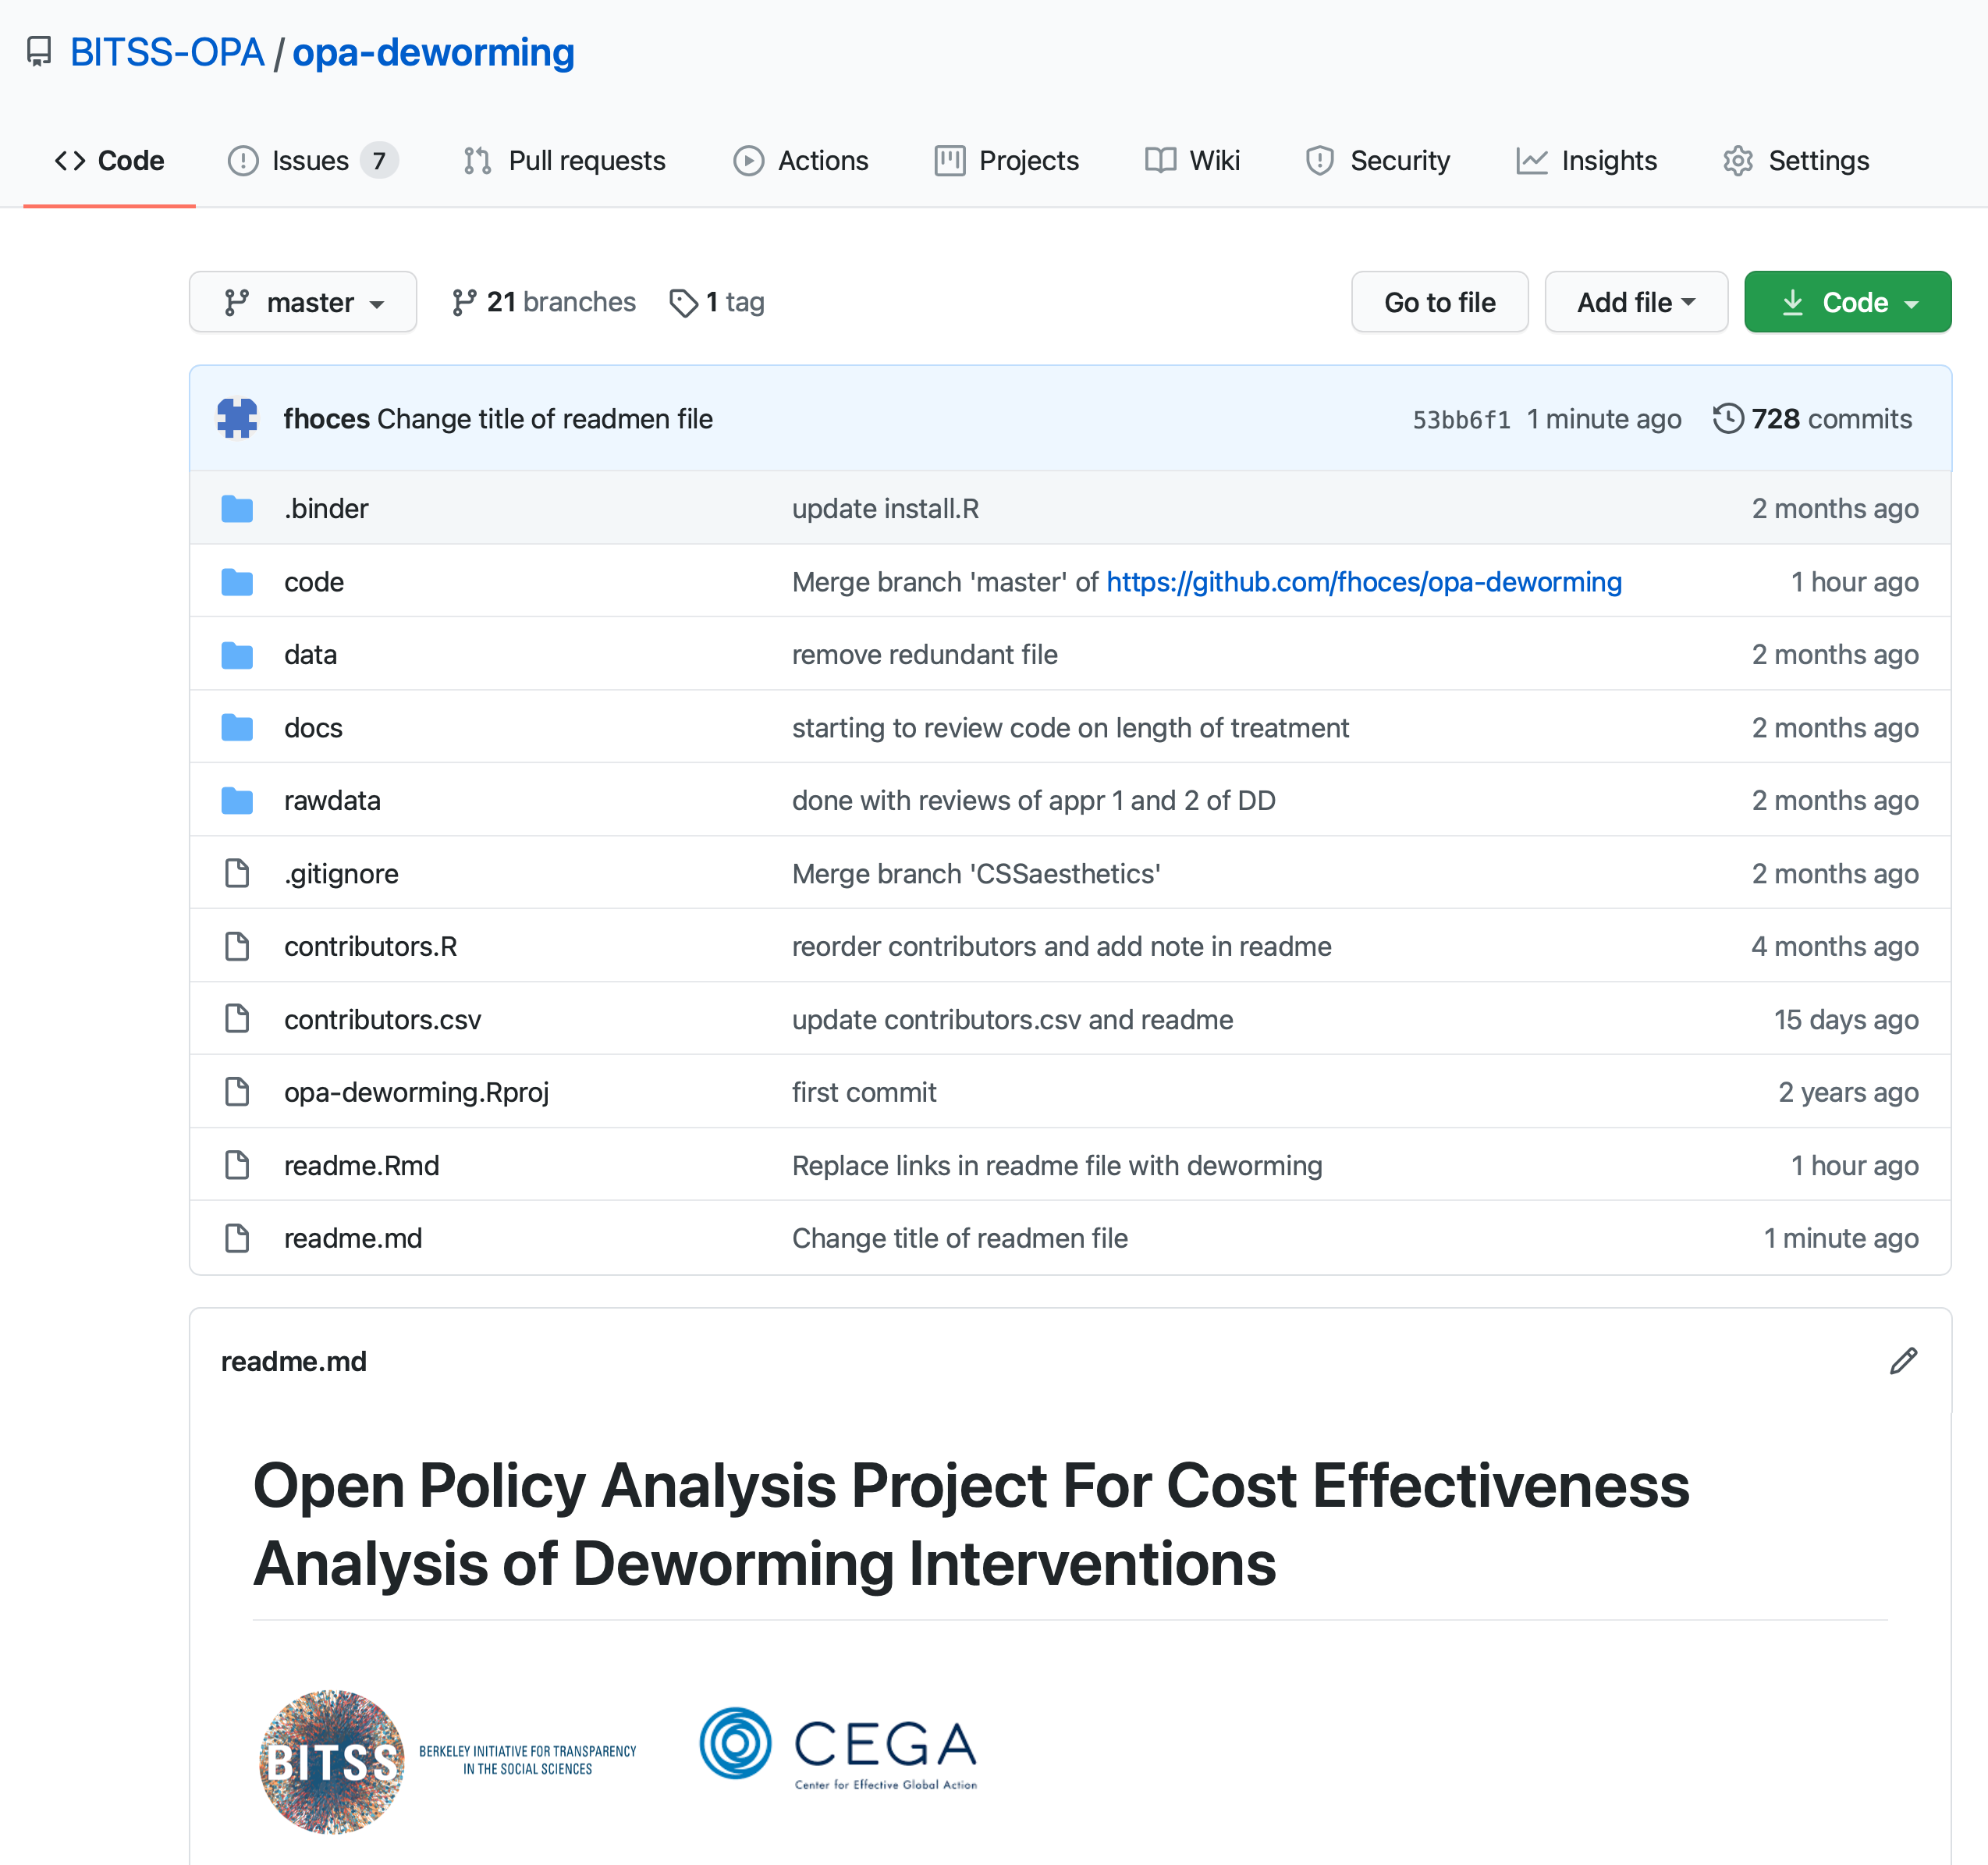 BITSS-OPA / opa-deworming
Code Issues 7 Pull requests Actions Projects Wiki Security Insights Settings
master 21 branches 1 tag Go to file Add file Code
fhoces Change title of readmen file 53bb6f1 1 minute ago 728 commits
.binder update install.R 2 months ago
code Merge branch 'master' of https://github.com/fhoces/opa-deworming 1 hour ago
data remove redundant file 2 months ago
docs starting to review code on length of treatment 2 months ago
rawdata done with reviews of appr 1 and 2 of DD 2 months ago
.gitignore Merge branch 'CSSaesthetics' 2 months ago
contributors.R reorder contributors and add note in readme 4 months ago
contributors.csv update contributors.csv and readme 15 days ago
opa-deworming.Rproj first commit 2 years ago
readme.Rmd Replace links in readme file with deworming 1 hour ago
readme.md Change title of readmen file 1 minute ago
readme.md
Open Policy Analysis Project For Cost Effectiveness
Analysis of Deworming Interventions
BITSS
BERKELEY INITIATIVE FOR TRANSPARENCY
IN THE SOCIAL SCIENCES
CEGA
Center for Effective Global Action